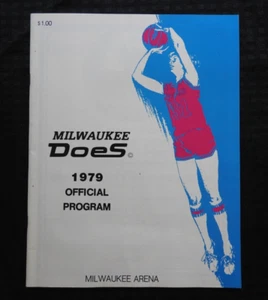 $1.00
MILWAUKEE
Does ©
1979
OFFICIAL
PROGRAM
MILWAUKEE ARENA